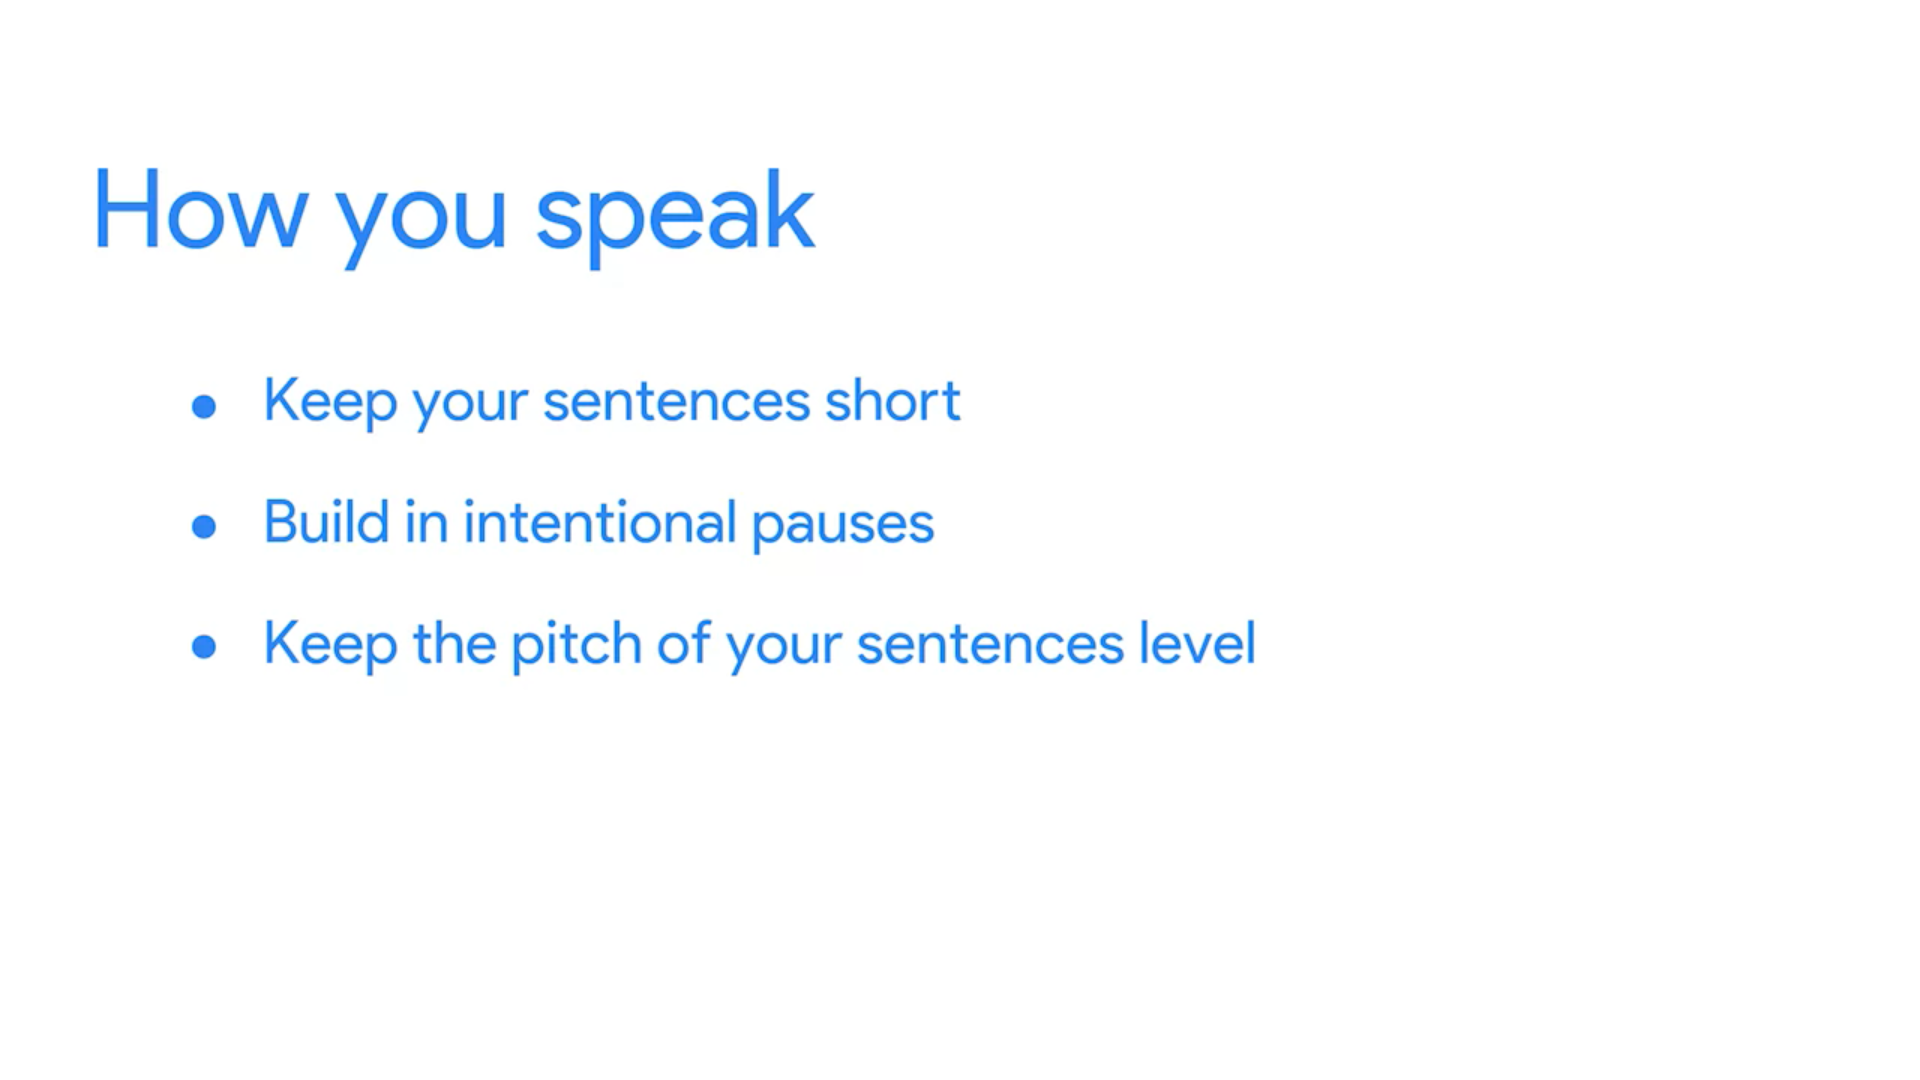 How you speak
● Keep your sentences short
● Build in intentional pauses
● Keep the pitch of your sentences level